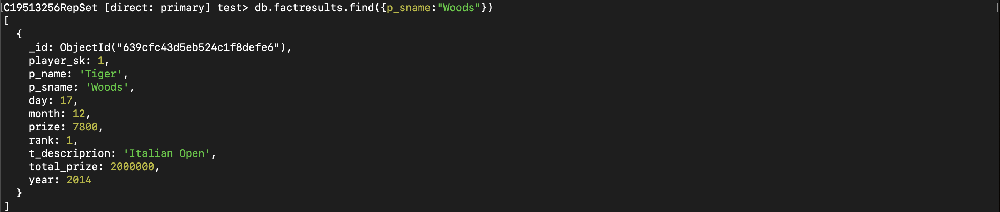 [C19513256RepSet [direct: primary] test> db.factresults.find({p_sname:"Woods"}) ]
[
  {
    _id: ObjectId("639cfc43d5eb524c1f8defe6"),
    player_sk: 1,
    p_name: 'Tiger',
    p_sname: 'Woods',
    day: 17,
    month: 12,
    prize: 7800,
    rank: 1,
    t_descriprion: 'Italian Open',
    total_prize: 2000000,
    year: 2014
  }
]